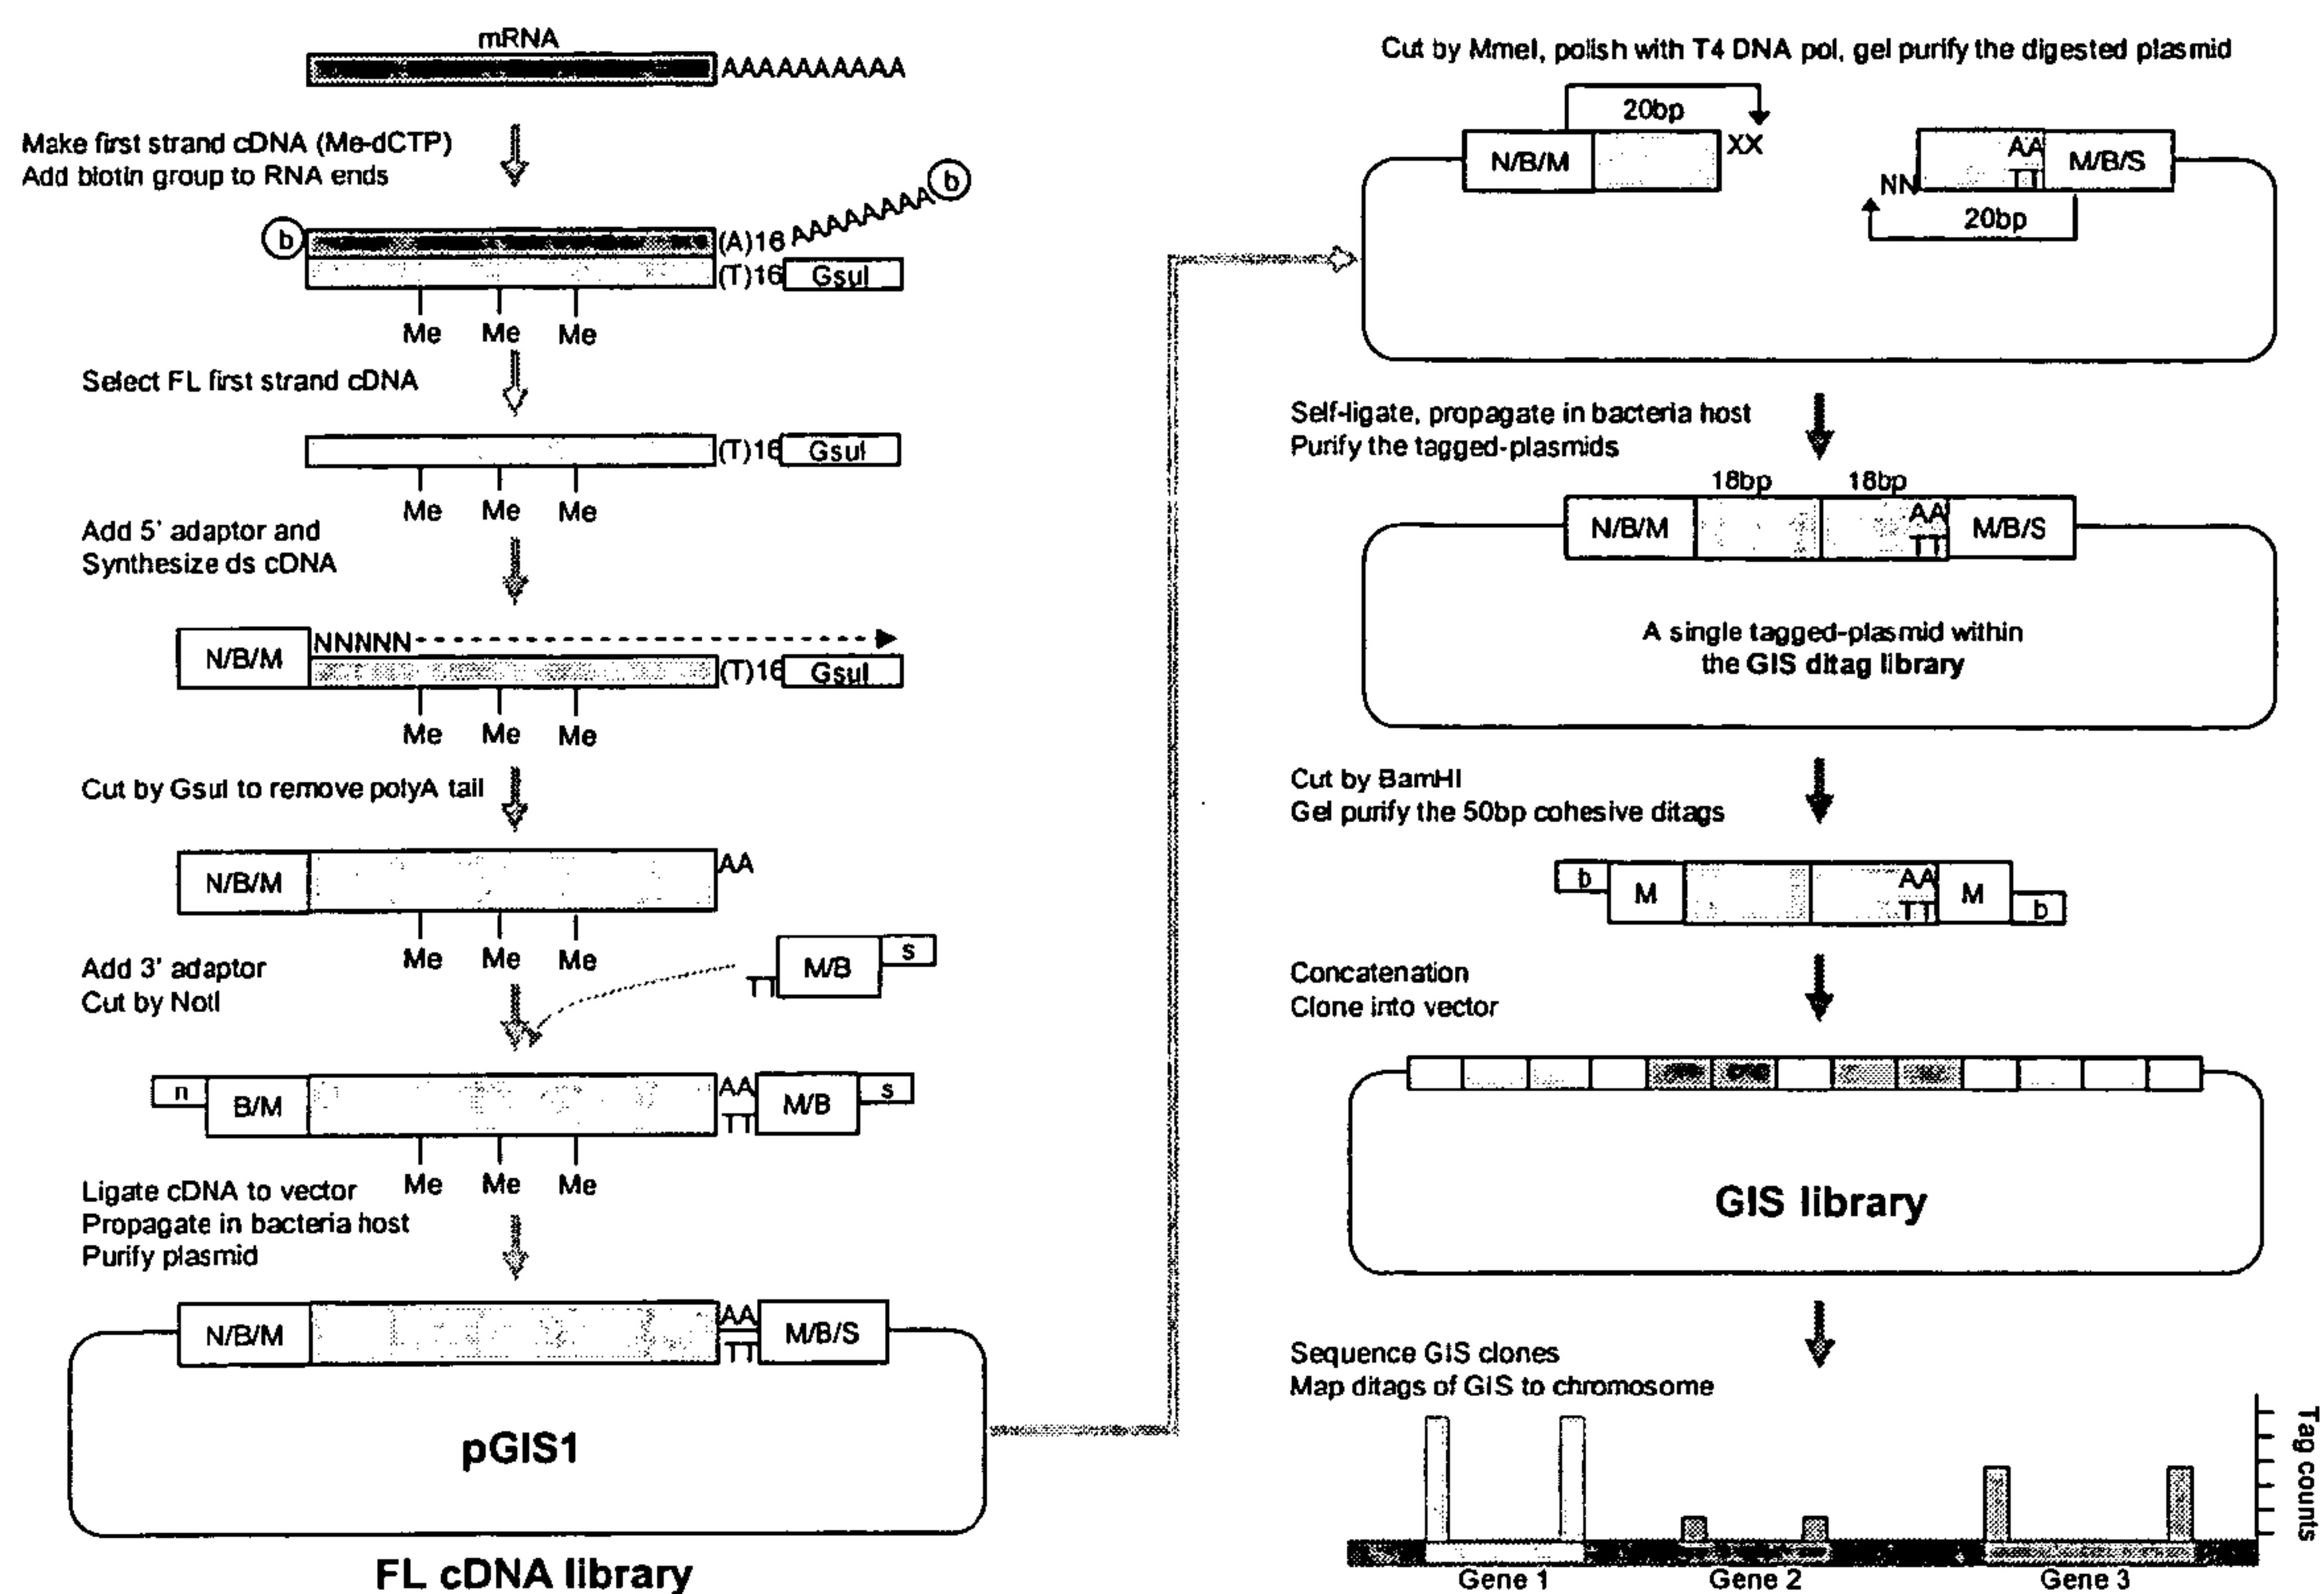 mRNA
AAAAAAAAAA
Make first strand cDNA (Me-dCTP)
Add biotin group to RNA ends
b
(A)16 AAAAAAAA b
(T)16 GsuI
Me Me Me
Select FL first strand cDNA
(T)16 GsuI
Me Me Me
Add 5' adaptor and
Synthesize ds cDNA
N/B/M NNNNN
(T)16 GsuI
Me Me Me
Cut by GsuI to remove polyA tail
N/B/M AA
Me Me Me
Add 3' adaptor
Cut by NotI
TT M/B s
n B/M AA TT M/B s
Me Me Me
Ligate cDNA to vector
Propagate in bacteria host
Purify plasmid
N/B/M AA TT M/B/S
pGIS1
FL cDNA library
Cut by MmeI, polish with T4 DNA pol, gel purify the digested plasmid
20bp
N/B/M XX
NN AA TT M/B/S
20bp
Self-ligate, propagate in bacteria host
Purify the tagged-plasmids
18bp 18bp
N/B/M AA TT M/B/S
A single tagged-plasmid within
the GIS ditag library
Cut by BamHI
Gel purify the 50bp cohesive ditags
b M AA TT M b
Concatenation
Clone into vector
GIS library
Sequence GIS clones
Map ditags of GIS to chromosome
Tag counts
Gene 1 Gene 2 Gene 3